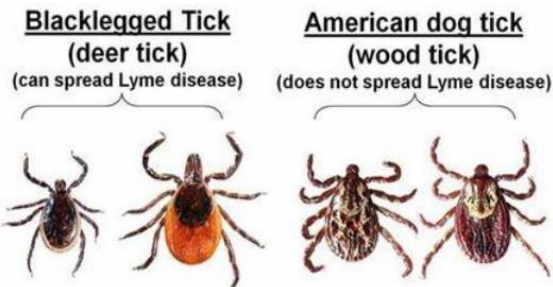 Blacklegged Tick
(deer tick)
(can spread Lyme disease)
American dog tick
(wood tick)
(does not spread Lyme disease)